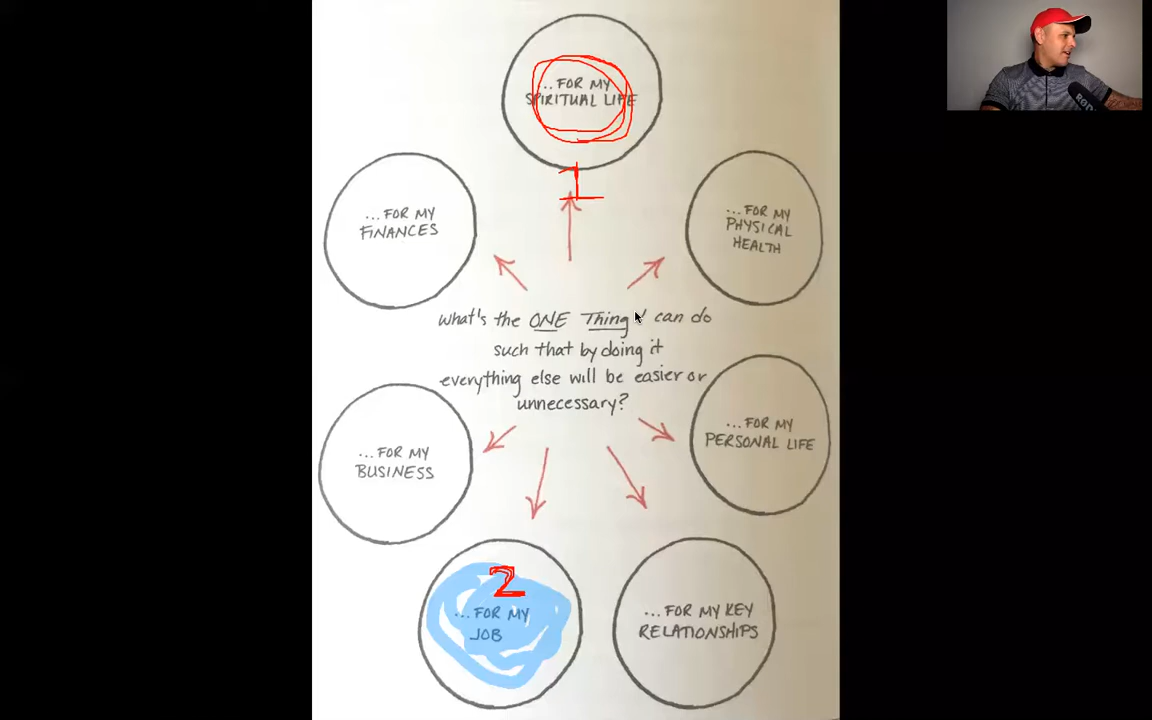 ...FOR MY
SPIRITUAL LIFE
1
...FOR MY
FINANCES
...FOR MY
PHYSICAL
HEALTH
What's the ONE Thing I can do
such that by doing it
everything else will be easier or
unnecessary?
...FOR MY
BUSINESS
...FOR MY
PERSONAL LIFE
2
...FOR MY
JOB
...FOR MY KEY
RELATIONSHIPS